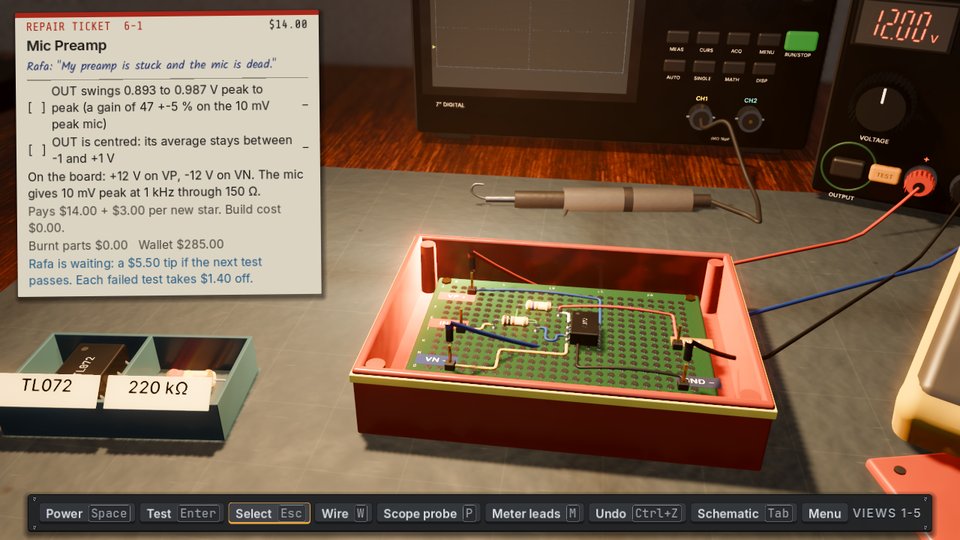 REPAIR TICKET 6-1 $14.00
Mic Preamp
Rafa: "My preamp is stuck and the mic is dead."
[ ] OUT swings 0.893 to 0.987 V peak to
peak (a gain of 47 +-5 % on the 10 mV –
peak mic)
[ ] OUT is centred: its average stays between –
-1 and +1 V
On the board: +12 V on VP, -12 V on VN. The mic
gives 10 mV peak at 1 kHz through 150 Ω.
Pays $14.00 + $3.00 per new star. Build cost
$0.00.
Burnt parts $0.00 Wallet $285.00
Rafa is waiting: a $5.50 tip if the next test
passes. Each failed test takes $1.40 off.
7" DIGITAL
MEAS CURS ACQ MENU RUN/STOP
AUTO SINGLE MATH DISP
CH1 CH2
12.00 V
VOLTAGE
OUTPUT TEST +
TL072
TL072 220 kΩ
VN
GND
Power Space Test Enter Select Esc Wire W Scope probe P Meter leads M Undo Ctrl+Z Schematic Tab Menu VIEWS 1-5